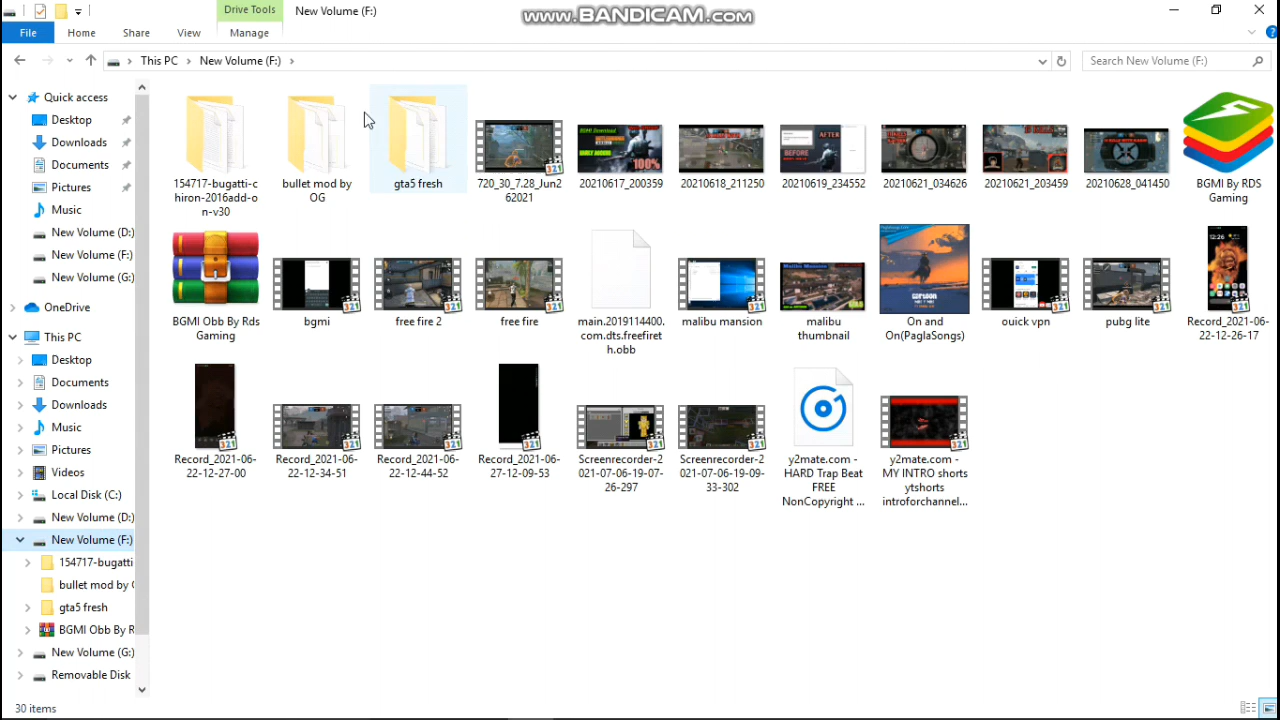 Drive Tools
New Volume (F:)
www.BANDICAM.com
File
Home
Share
View
Manage
This PC
New Volume (F:)
Search New Volume (F:)
Quick access
Desktop
Downloads
Documents
Pictures
Music
New Volume (D:)
New Volume (F:)
New Volume (G:)
OneDrive
This PC
Desktop
Documents
Downloads
Music
Pictures
Videos
Local Disk (C:)
New Volume (D:)
New Volume (F:)
154717-bugatti
bullet mod by
gta5 fresh
BGMI Obb By R
New Volume (G:)
Removable Disk
154717-bugatti-c
hiron-2016add-o
n-v30
bullet mod by
OG
gta5 fresh
720_30_7.28_Jun2
62021
20210617_200359
20210618_211250
20210619_234552
20210621_034626
20210621_203459
20210628_041450
BGMI By RDS
Gaming
BGMI Download
100%
AFTER
BEFORE
BGMI Obb By Rds
Gaming
bgmi
free fire 2
free fire
main.2019114400.
com.dts.freefiret
h.obb
malibu mansion
malibu
thumbnail
On and
On(PaglaSongs)
ouick vpn
pubg lite
Record_2021-06-
22-12-26-17
Malibu Mansion
12:26
Record_2021-06-
22-12-27-00
Record_2021-06-
22-12-34-51
Record_2021-06-
22-12-44-52
Record_2021-06-
27-12-09-53
Screenrecorder-2
021-07-06-19-07-
26-297
Screenrecorder-2
021-07-06-19-09-
33-302
y2mate.com -
HARD Trap Beat
FREE
NonCopyright ...
y2mate.com -
MY INTRO shorts
ytshorts
introforchannel...
30 items